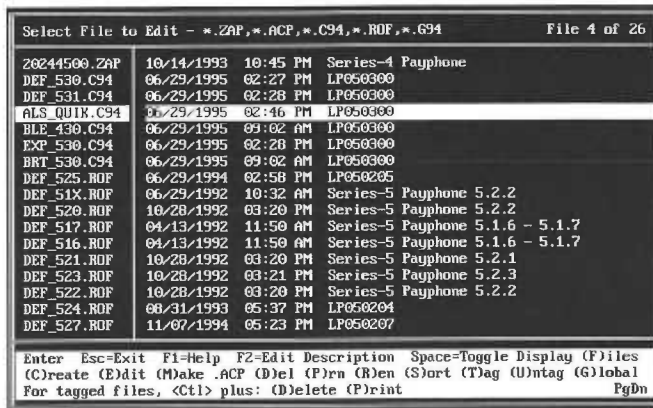 Select File to Edit - *.ZAP,*.ACP,*.C94,*.ROF,*.G94 File 4 of 26
20244500.ZAP 10/14/1993 10:45 PM Series-4 Payphone
DEF_530.C94 06/29/1995 02:27 PM LP050300
DEF_531.C94 06/29/1995 02:28 PM LP050300
ALS_QUIK.C94 06/29/1995 02:46 PM LP050300
BLE_430.C94 06/29/1995 09:02 AM LP050300
EXP_530.C94 06/29/1995 02:28 PM LP050300
BRT_530.C94 06/29/1995 09:02 AM LP050300
DEF_525.ROF 06/29/1994 02:58 PM LP050205
DEF_51X.ROF 06/29/1992 10:32 AM Series-5 Payphone 5.2.2
DEF_520.ROF 10/28/1992 03:20 PM Series-5 Payphone 5.2.2
DEF_517.ROF 04/13/1992 11:50 AM Series-5 Payphone 5.1.6 - 5.1.7
DEF_516.ROF 04/13/1992 11:50 AM Series-5 Payphone 5.1.6 - 5.1.7
DEF_521.ROF 10/28/1992 03:20 PM Series-5 Payphone 5.2.1
DEF_523.ROF 10/28/1992 03:21 PM Series-5 Payphone 5.2.3
DEF_522.ROF 10/28/1992 03:20 PM Series-5 Payphone 5.2.2
DEF_524.ROF 08/31/1993 05:37 PM LP050204
DEF_527.ROF 11/07/1994 05:23 PM LP050207
Enter Esc=Exit F1=Help F2=Edit Description Space=Toggle Display (F)iles
(C)reate (E)dit (M)ake .ACP (D)el (P)rn (R)en (S)ort (T)ag (U)ntag (G)lobal
For tagged files, <Ctl> plus: (D)elete (P)rint PgDn